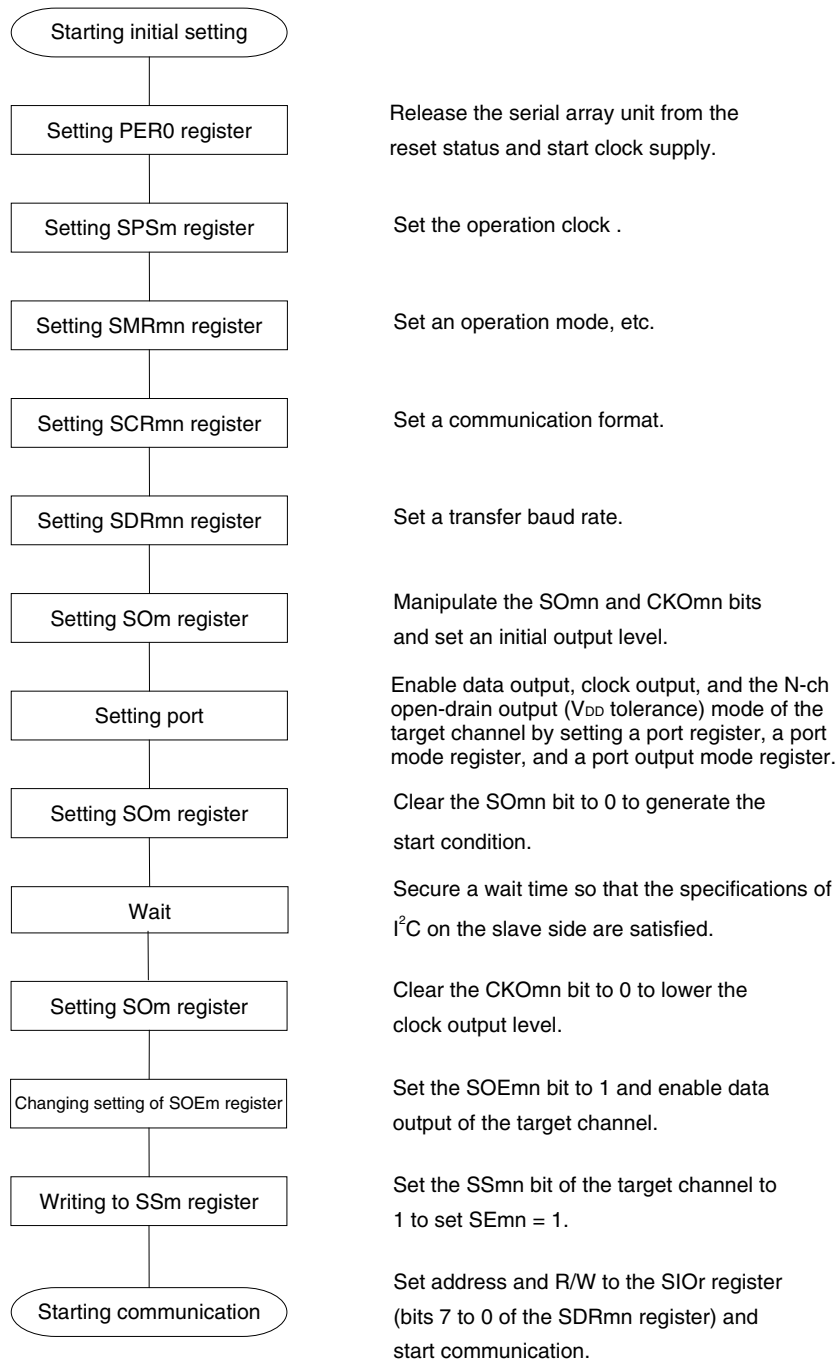 Starting initial setting
Setting PER0 register
Release the serial array unit from the
reset status and start clock supply.
Setting SPSm register
Set the operation clock .
Setting SMRmn register
Set an operation mode, etc.
Setting SCRmn register
Set a communication format.
Setting SDRmn register
Set a transfer baud rate.
Setting SOm register
Manipulate the SOmn and CKOmn bits
and set an initial output level.
Setting port
Enable data output, clock output, and the N-ch
open-drain output (VDD tolerance) mode of the
target channel by setting a port register, a port
mode register, and a port output mode register.
Setting SOm register
Clear the SOmn bit to 0 to generate the
start condition.
Wait
Secure a wait time so that the specifications of
I²C on the slave side are satisfied.
Setting SOm register
Clear the CKOmn bit to 0 to lower the
clock output level.
Changing setting of SOEm register
Set the SOEmn bit to 1 and enable data
output of the target channel.
Writing to SSm register
Set the SSmn bit of the target channel to
1 to set SEmn = 1.
Starting communication
Set address and R/W to the SIOr register
(bits 7 to 0 of the SDRmn register) and
start communication.